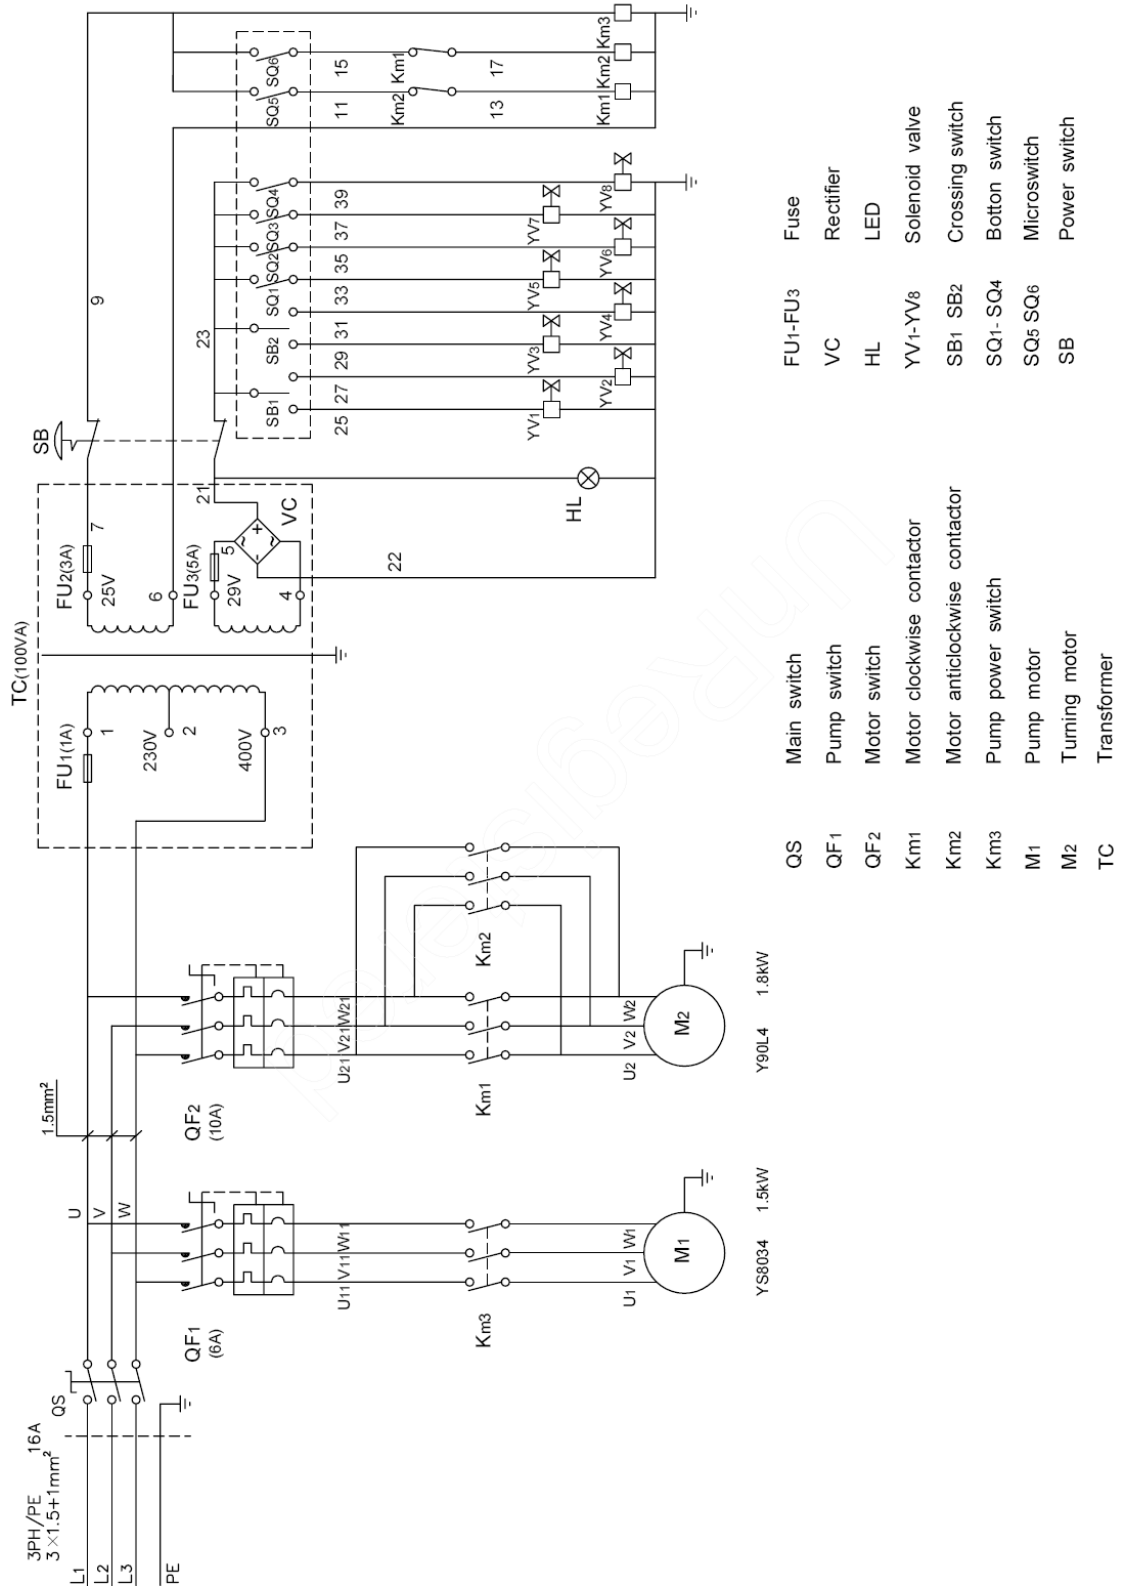 3PH/PE 16A
3×1.5+1mm²
L1
L2
L3
PE
QS
U
V
W
1.5mm²
QF1
(6A)
U11 V11 W11
Km3
U1 V1 W1
M1
YS8034 1.5kW
QF2
(10A)
U21 V21 W21
Km1
Km2
U2 V2 W2
M2
Y90L4 1.8kW
TC(100VA)
FU1(1A)
1
230V
2
400V
3
FU2(3A)
25V
7
6
FU3(5A)
29V
5
4
VC
SB
9
21
23
22
HL
SB1
SB2
SQ1
SQ2
SQ3
SQ4
SQ5
SQ6
25
27
29
31
33
35
37
39
11
15
YV1
YV2
YV3
YV4
YV5
YV6
YV7
YV8
Km2
Km1
13
17
Km1
Km2
Km3
QS Main switch
QF1 Pump switch
QF2 Motor switch
Km1 Motor clockwise contactor
Km2 Motor anticlockwise contactor
Km3 Pump power switch
M1 Pump motor
M2 Turning motor
TC Transformer
FU1-FU3 Fuse
VC Rectifier
HL LED
YV1-YV8 Solenoid valve
SB1 SB2 Crossing switch
SQ1- SQ4 Botton switch
SQ5 SQ6 Microswitch
SB Power switch
UnRegistered